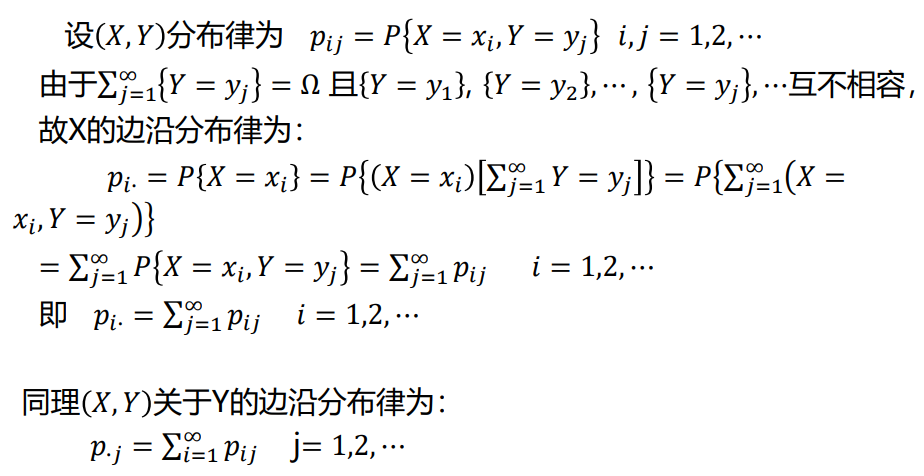 设(X, Y)分布律为 p_{ij} = P{X = x_i, Y = y_j} i, j = 1,2,⋯
由于∑_{j=1}^{∞}{Y = y_j} = Ω 且{Y = y_1}, {Y = y_2},⋯, {Y = y_j},⋯互不相容，
故X的边沿分布律为：
p_{i·} = P{X = x_i} = P{(X = x_i)[∑_{j=1}^{∞} Y = y_j]} = P{∑_{j=1}^{∞}(X =
x_i, Y = y_j)}
= ∑_{j=1}^{∞} P{X = x_i, Y = y_j} = ∑_{j=1}^{∞} p_{ij} i = 1,2,⋯
即 p_{i·} = ∑_{j=1}^{∞} p_{ij} i = 1,2,⋯
同理(X, Y)关于Y的边沿分布律为：
p_{·j} = ∑_{i=1}^{∞} p_{ij} j= 1,2,⋯